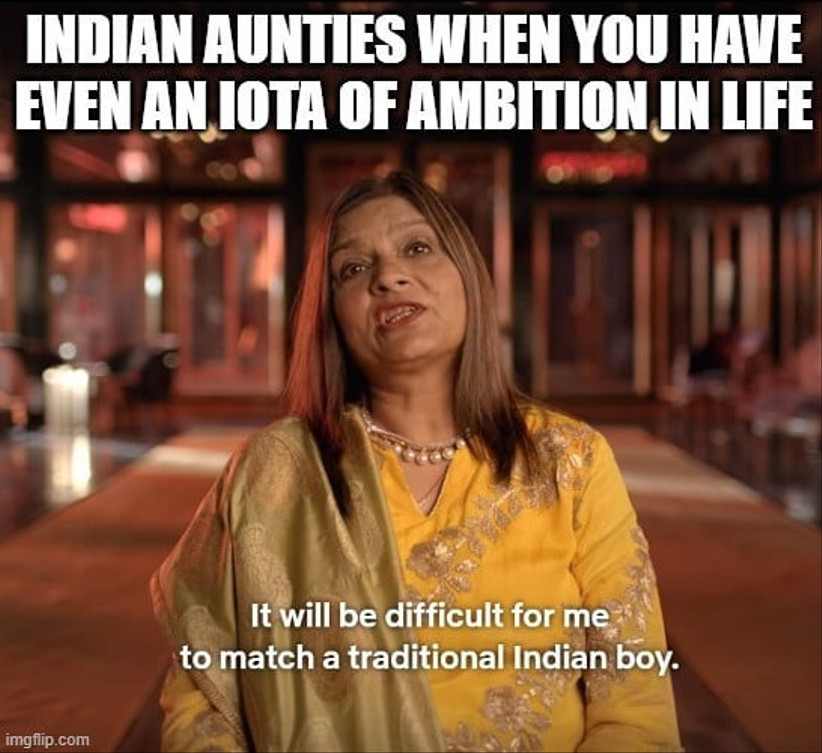 INDIAN AUNTIES WHEN YOU HAVE
EVEN AN IOTA OF AMBITION IN LIFE
It will be difficult for me
to match a traditional Indian boy.
imgflip.com